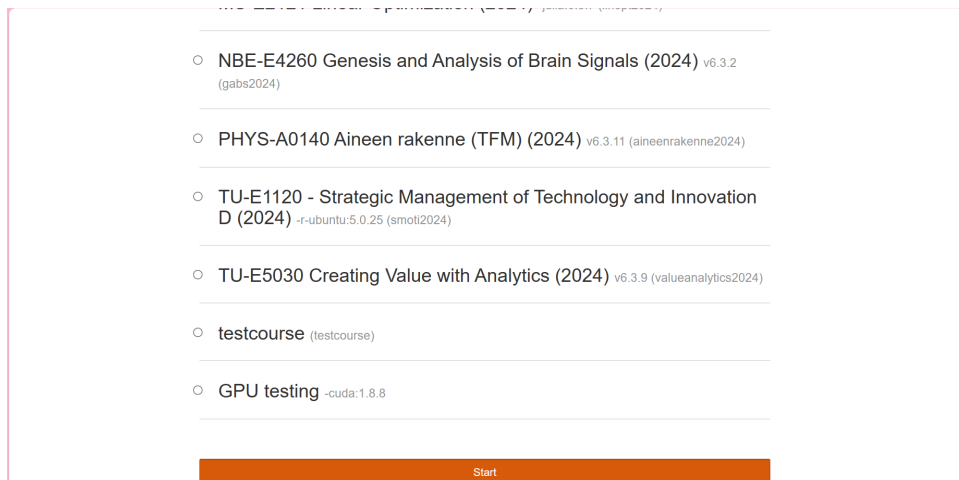 NBE-E4260 Genesis and Analysis of Brain Signals (2024) v6.3.2
(gabs2024)
PHYS-A0140 Aineen rakenne (TFM) (2024) v6.3.11 (aineenrakenne2024)
TU-E1120 - Strategic Management of Technology and Innovation
D (2024) -r-ubuntu:5.0.25 (smoti2024)
TU-E5030 Creating Value with Analytics (2024) v6.3.9 (valueanalytics2024)
testcourse (testcourse)
GPU testing -cuda:1.8.8
Start